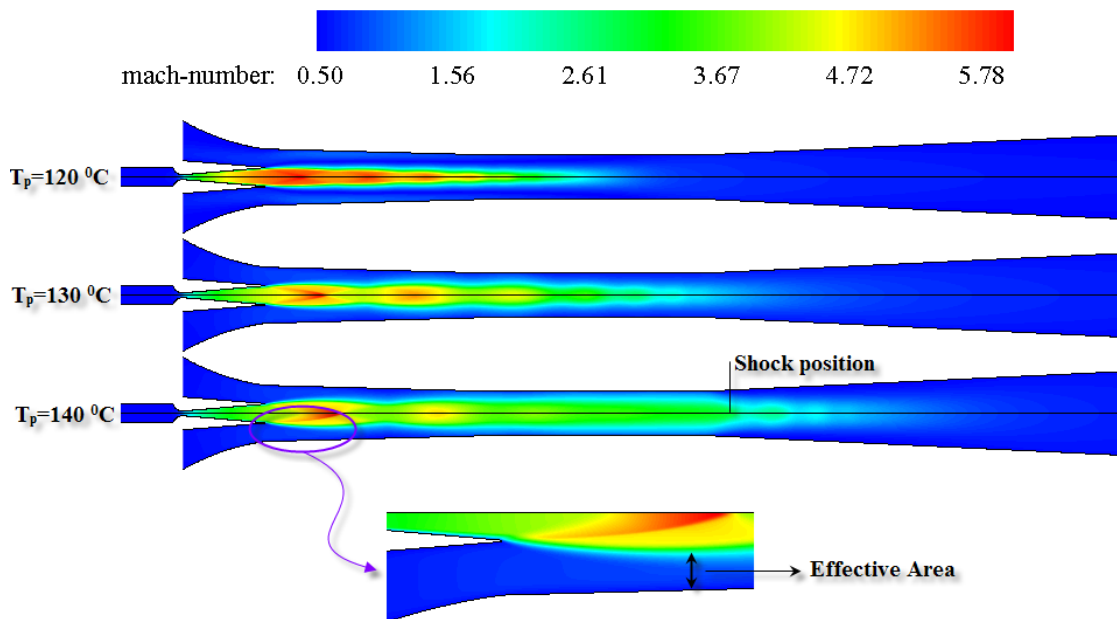 mach-number: 0.50 1.56 2.61 3.67 4.72 5.78
Tp=120 ⁰C
Tp=130 ⁰C
Shock position
Tp=140 ⁰C
Effective Area